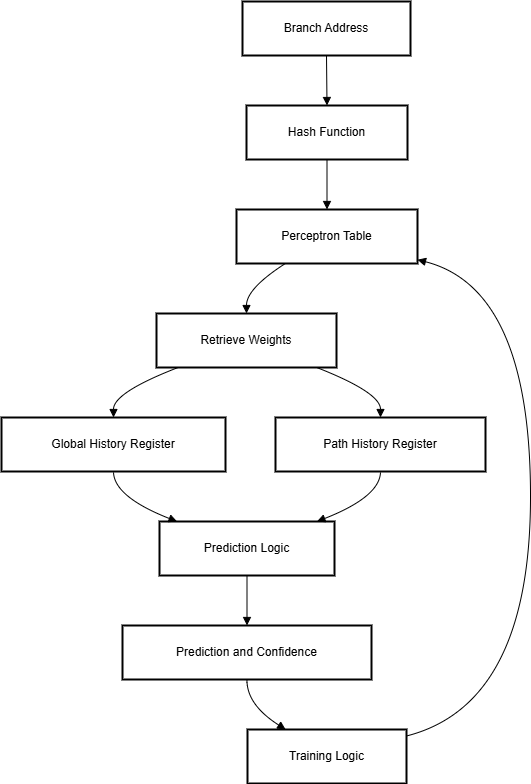 Branch Address
Hash Function
Perceptron Table
Retrieve Weights
Global History Register
Path History Register
Prediction Logic
Prediction and Confidence
Training Logic